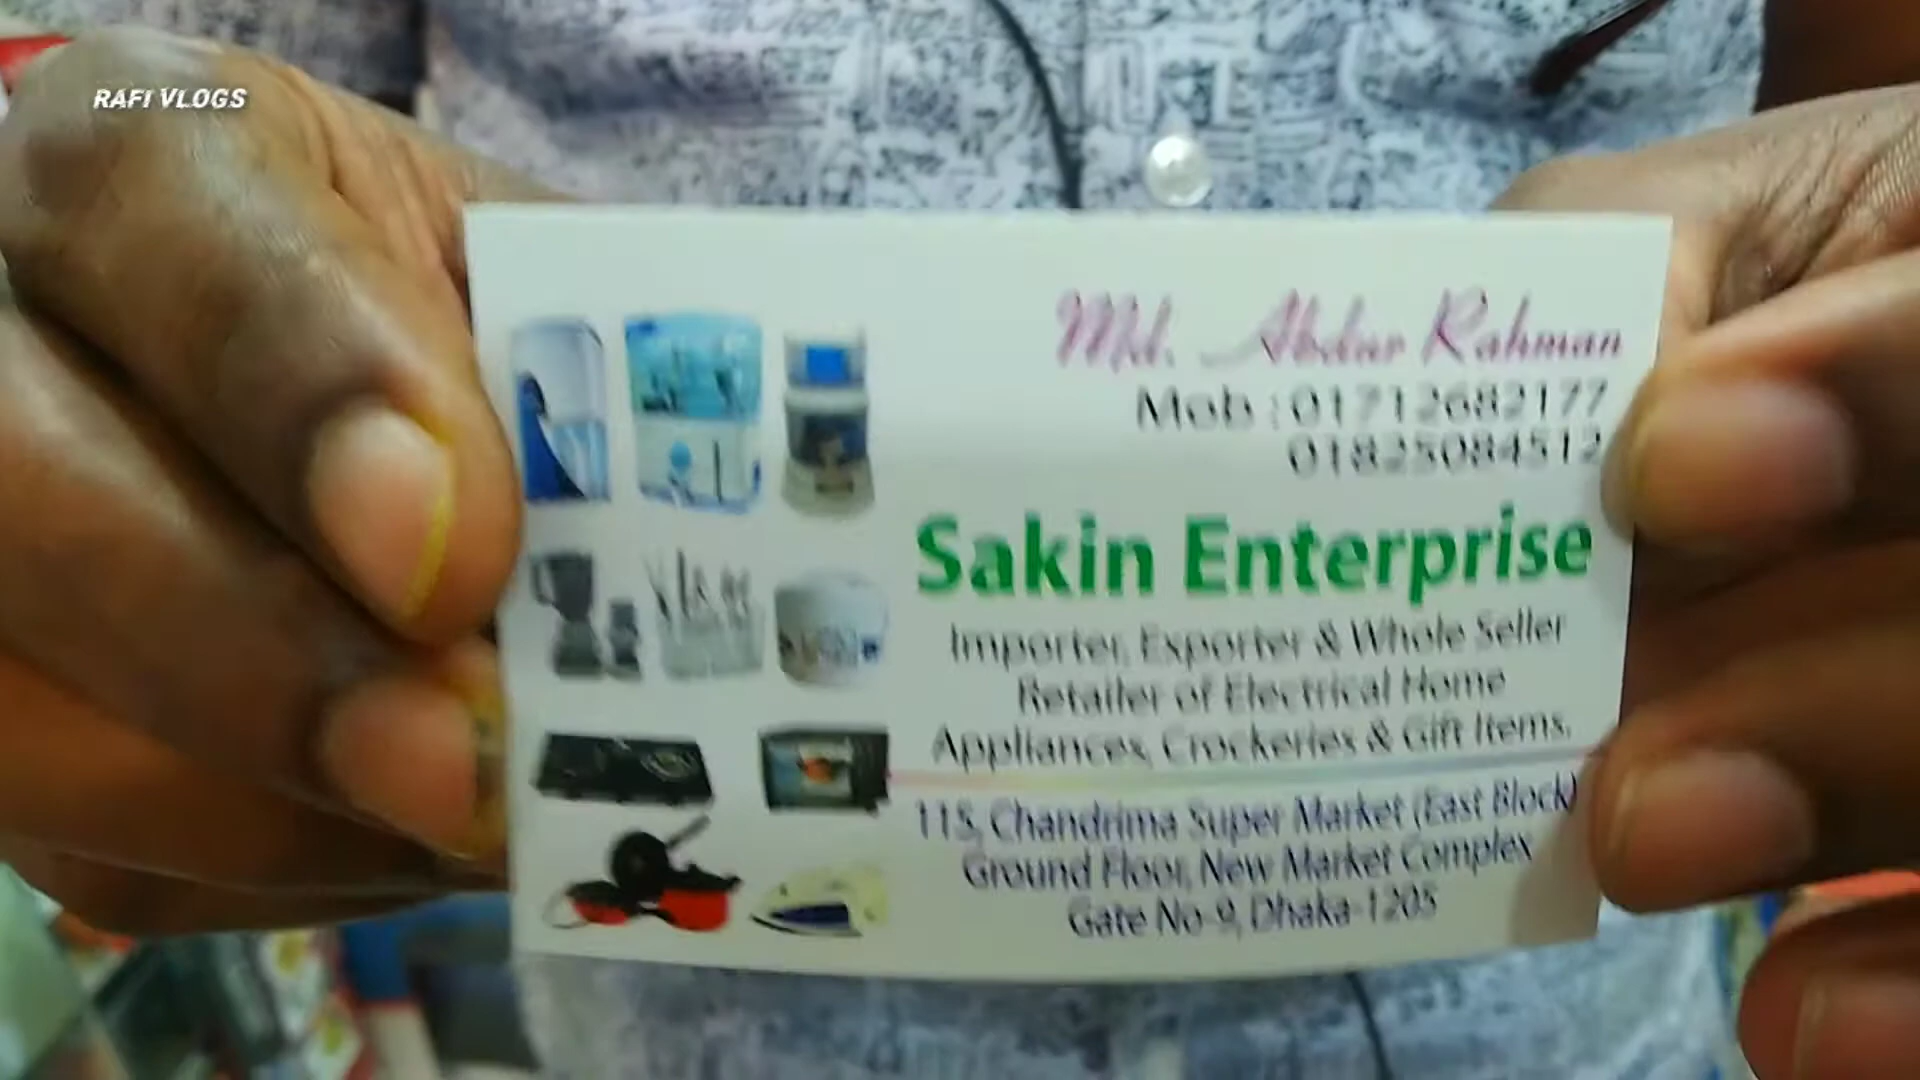 RAFI VLOGS
Md. Abdur Rahman
Mob : 01712682177
01825084512
Sakin Enterprise
Importer, Exporter & Whole Seller
Retailer of Electrical Home
Appliances, Crockeries & Gift Items.
115, Chandrima Super Market (East Block)
Ground Floor, New Market Complex
Gate No-9, Dhaka-1205